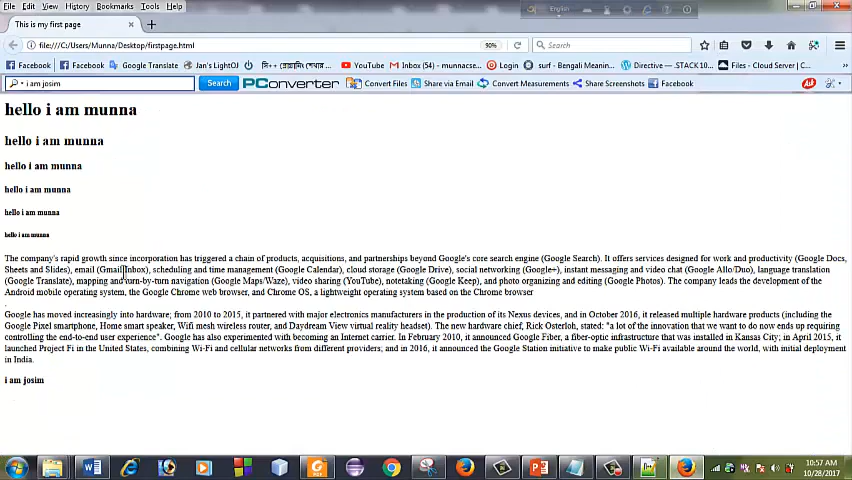 File Edit View History Bookmarks Tools Help
English
This is my first page
file:///C:/Users/Munna/Desktop/firstpage.html 90% Search
Facebook Facebook Google Translate Jan's LightOJ YouTube Inbox (54) - munnacse... Login surf - Bengali Meanin... Directive :: .STACK 10... Files - Cloud Server | C...
i am josim Search PConverter Convert Files Share via Email Convert Measurements Share Screenshots Facebook Ask
hello i am munna
hello i am munna
hello i am munna
hello i am munna
hello i am munna
hello i am munna
The company's rapid growth since incorporation has triggered a chain of products, acquisitions, and partnerships beyond Google's core search engine (Google Search). It offers services designed for work and productivity (Google Docs,
Sheets and Slides), email (Gmail/Inbox), scheduling and time management (Google Calendar), cloud storage (Google Drive), social networking (Google+), instant messaging and video chat (Google Allo/Duo), language translation
(Google Translate), mapping and turn-by-turn navigation (Google Maps/Waze), video sharing (YouTube), notetaking (Google Keep), and photo organizing and editing (Google Photos). The company leads the development of the
Android mobile operating system, the Google Chrome web browser, and Chrome OS, a lightweight operating system based on the Chrome browser
.
Google has moved increasingly into hardware; from 2010 to 2015, it partnered with major electronics manufacturers in the production of its Nexus devices, and in October 2016, it released multiple hardware products (including the
Google Pixel smartphone, Home smart speaker, Wifi mesh wireless router, and Daydream View virtual reality headset). The new hardware chief, Rick Osterloh, stated: "a lot of the innovation that we want to do now ends up requiring
controlling the end-to-end user experience". Google has also experimented with becoming an Internet carrier. In February 2010, it announced Google Fiber, a fiber-optic infrastructure that was installed in Kansas City; in April 2015, it
launched Project Fi in the United States, combining Wi-Fi and cellular networks from different providers; and in 2016, it announced the Google Station initiative to make public Wi-Fi available around the world, with initial deployment
in India.
i am josim
10:57 AM
10/28/2017